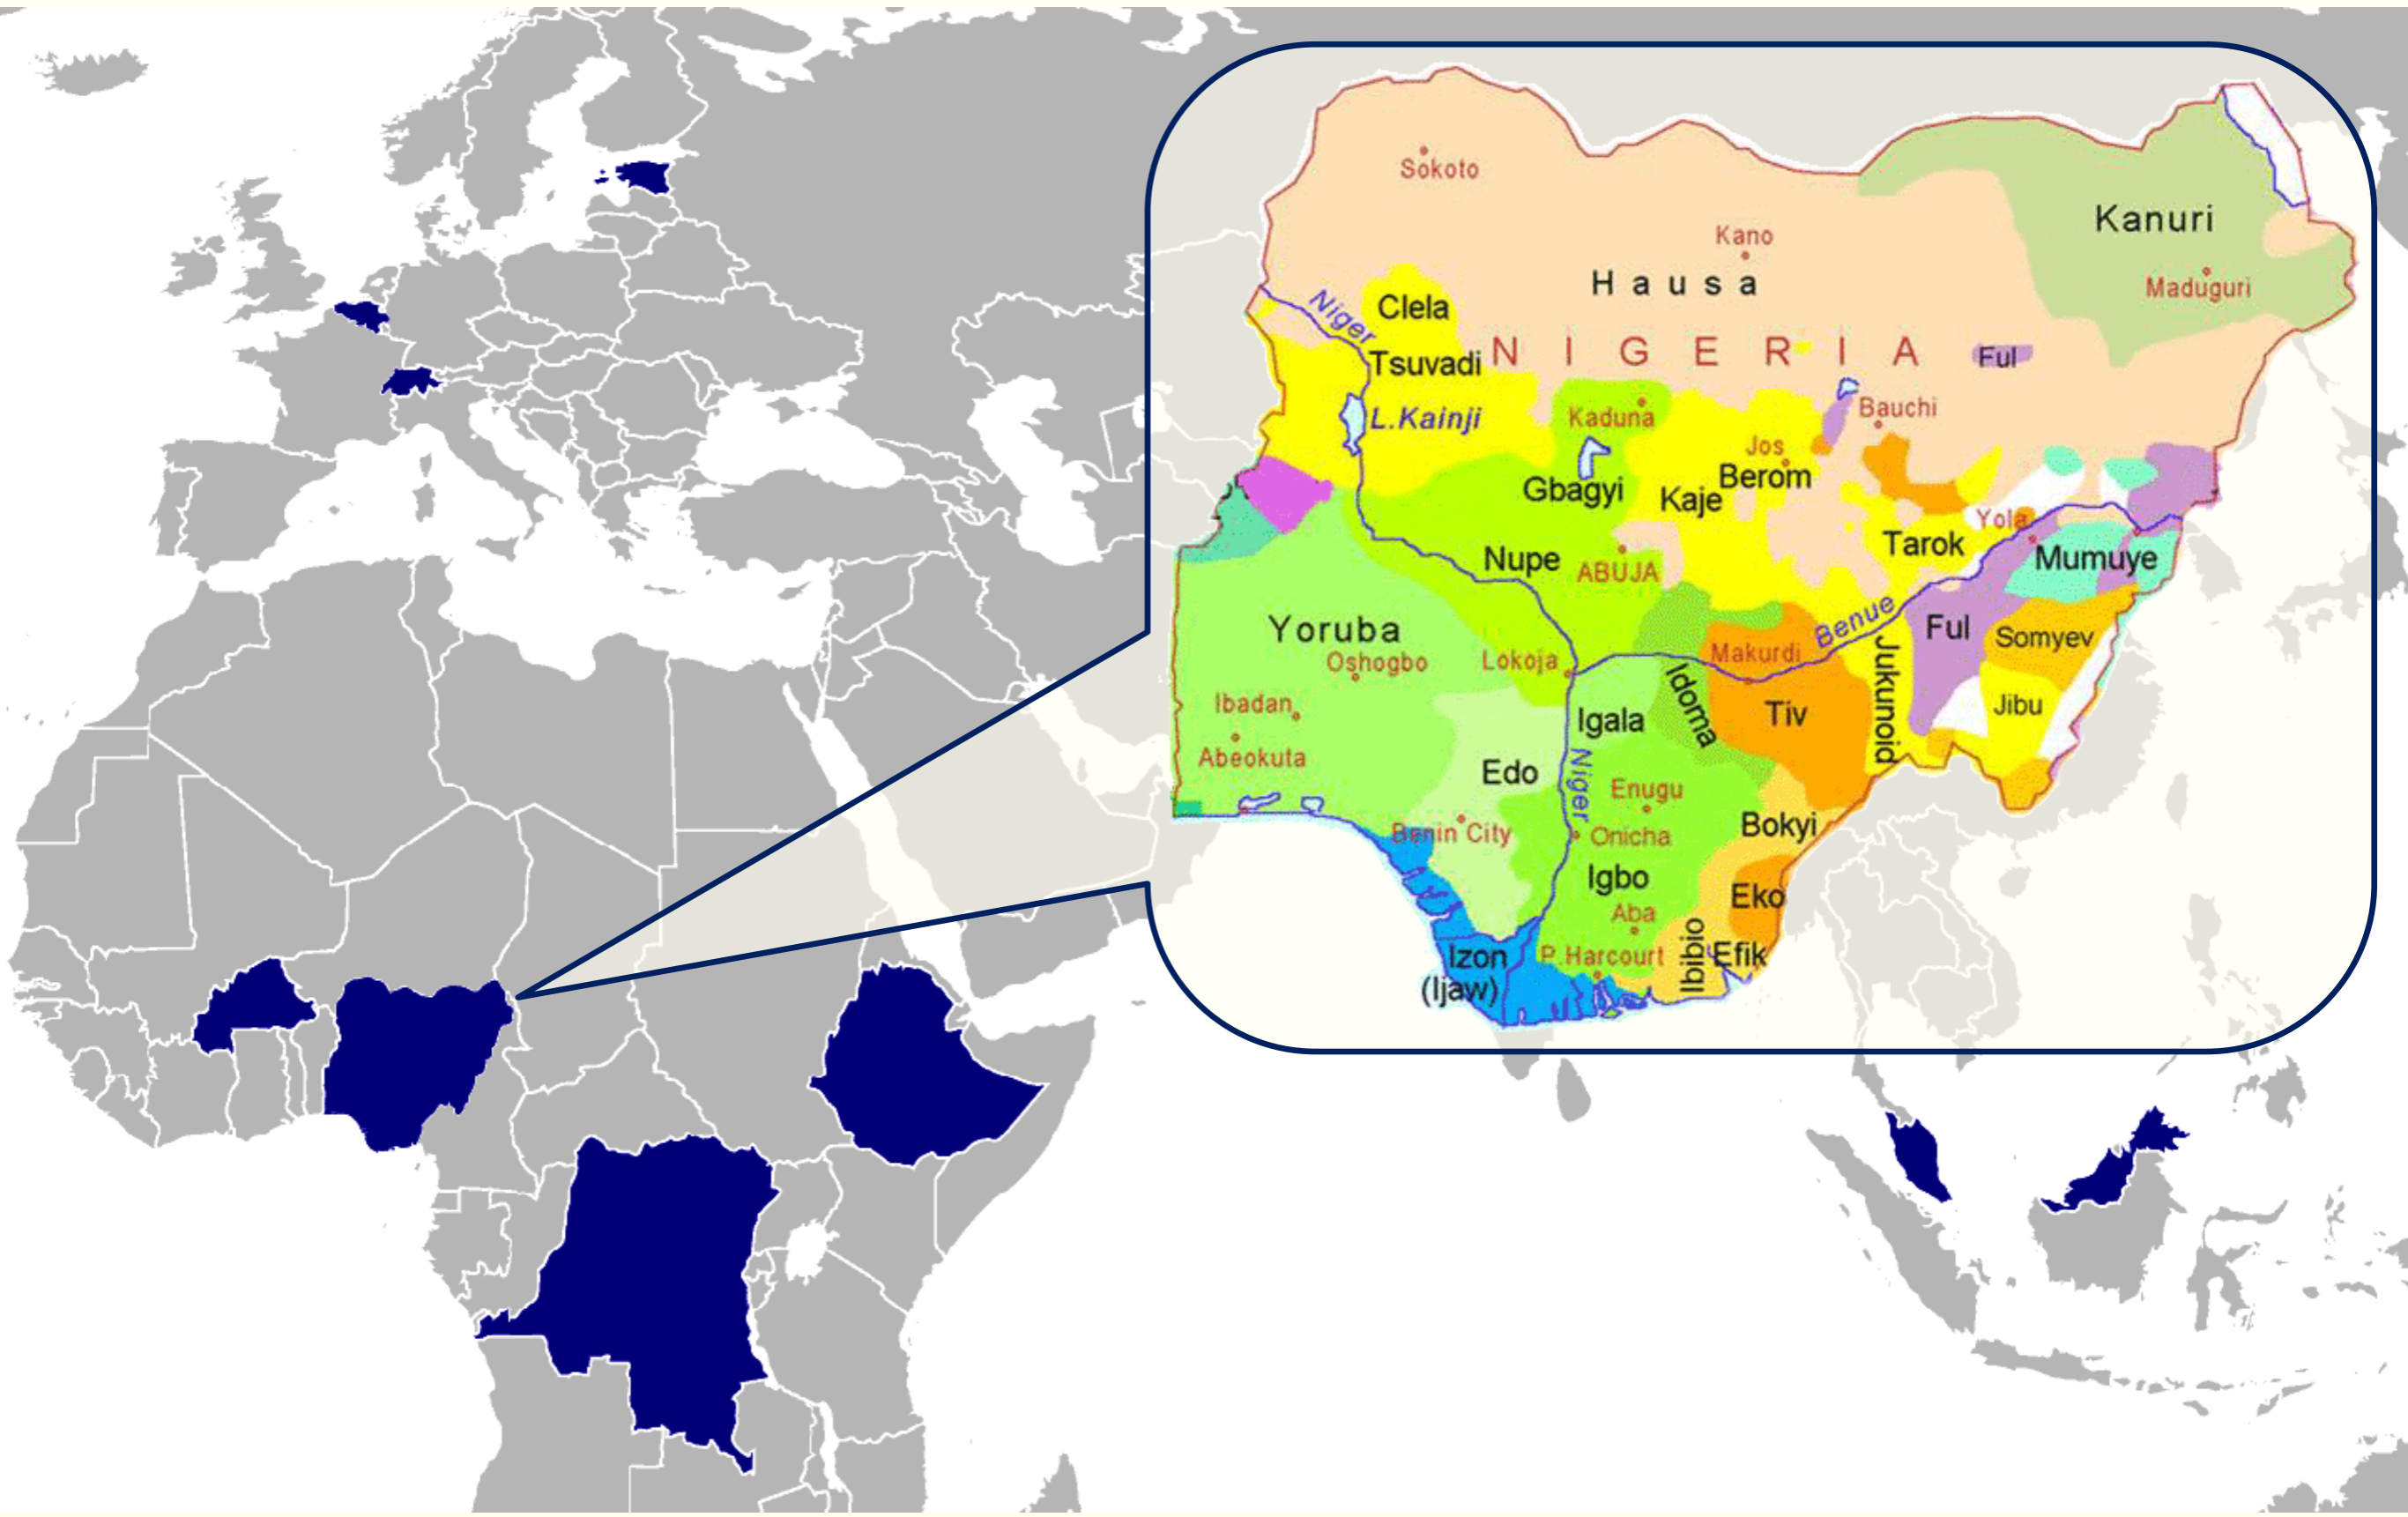 Sokoto
Kanuri
Kano
Hausa
Maduguri
Niger
Clela
NIGERIA
Ful
Tsuvadi
L.Kainji
Kaduna
Bauchi
Jos
Berom
Gbagyi
Kaje
Yola
Tarok
Mumuye
Nupe
ABUJA
Benue
Yoruba
Oshogbo
Lokoja
Makurdi
Ful
Somyev
Idoma
Jukunoid
Ibadan
Igala
Tiv
Jibu
Abeokuta
Edo
Niger
Enugu
Benin City
Onicha
Bokyi
Igbo
Eko
Aba
Izon
(Ijaw)
P.Harcourt
Ibibio
Efik